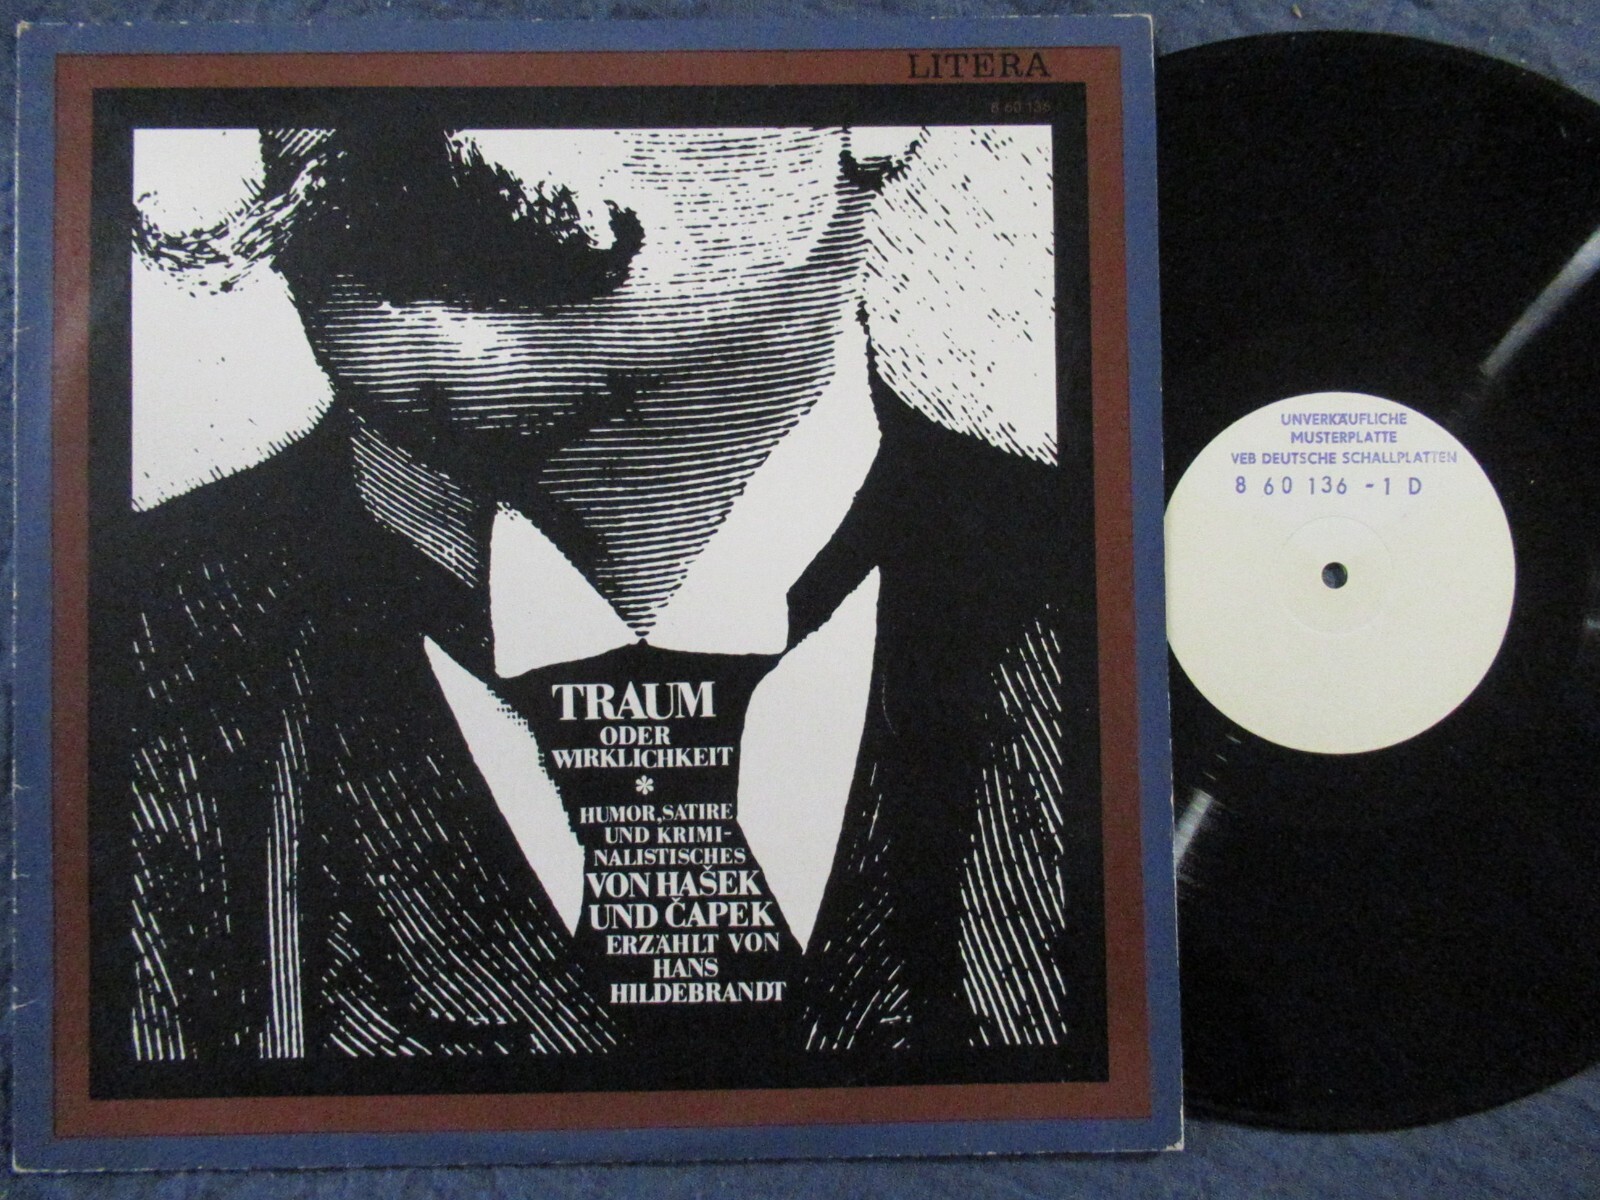 LITERA
8 60 136
TRAUM
ODER
WIRKLICHKEIT
*
HUMOR, SATIRE
UND KRIMI-
NALISTISCHES
VON HAŠEK
UND ČAPEK
ERZÄHLT VON
HANS
HILDEBRANDT
UNVERKÄUFLICHE
MUSTERPLATTE
VEB DEUTSCHE SCHALLPLATTEN
8 60 136 - 1 D